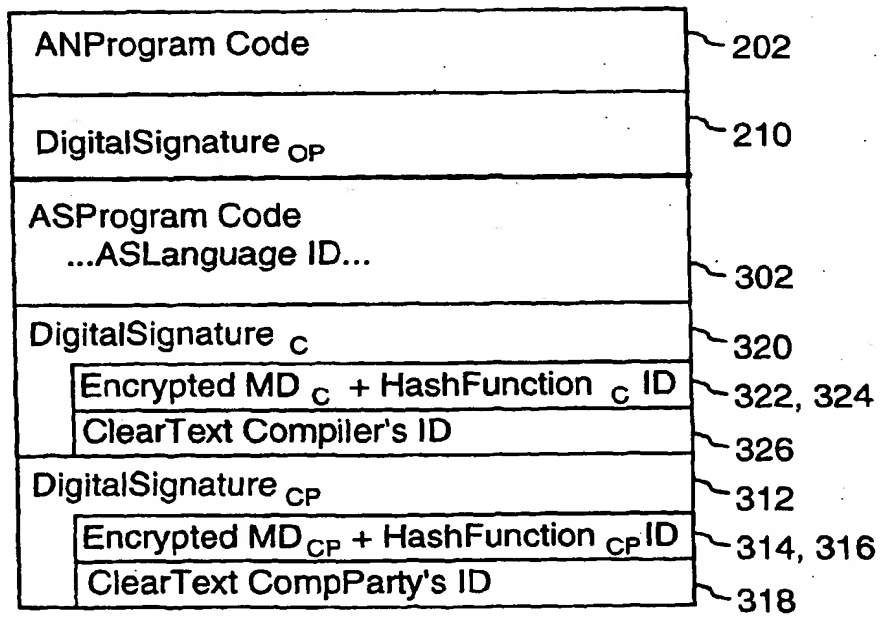 ANProgram Code 202
DigitalSignature OP 210
ASProgram Code
...ASLanguage ID... 302
DigitalSignature C 320
Encrypted MD C + HashFunction C ID 322, 324
ClearText Compiler's ID 326
DigitalSignature CP 312
Encrypted MD CP + HashFunction CP ID 314, 316
ClearText CompParty's ID 318